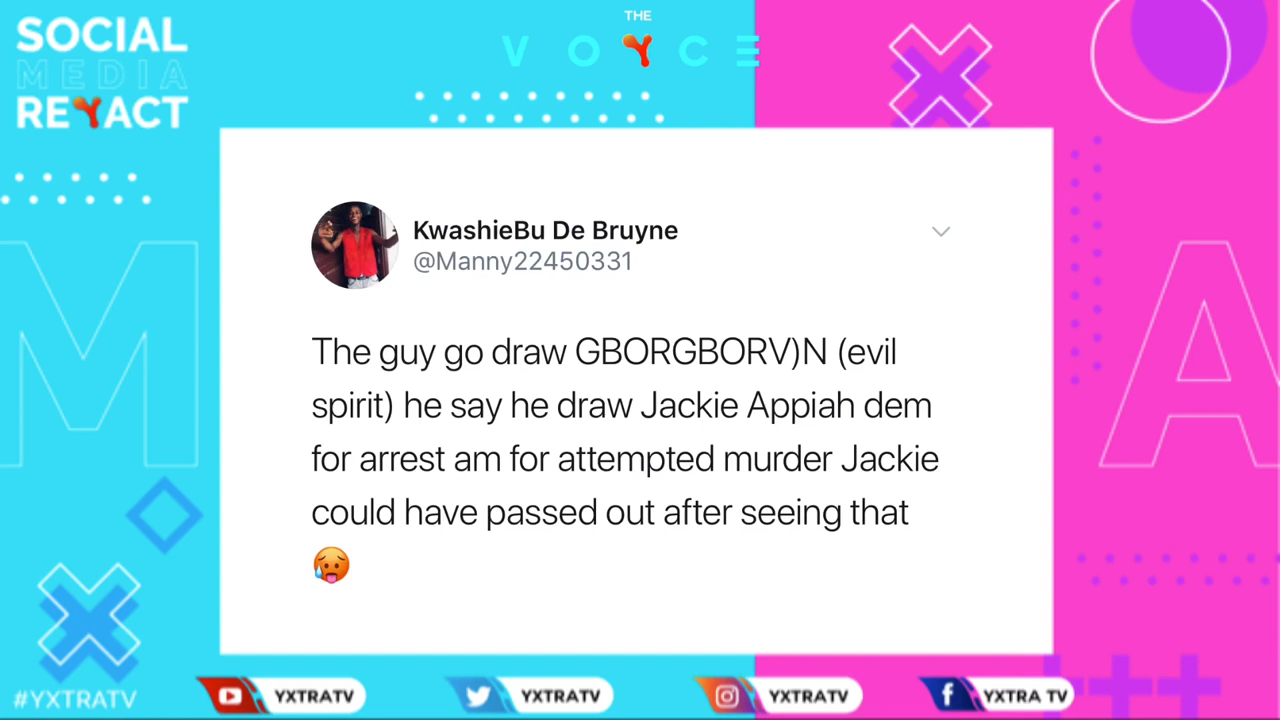 SOCIAL
MEDIA
REYACT
THE
VOYCE
M
A
KwashieBu De Bruyne
@Manny22450331
The guy go draw GBORGBORV)N (evil
spirit) he say he draw Jackie Appiah dem
for arrest am for attempted murder Jackie
could have passed out after seeing that
🥵
#YXTRATV
YXTRATV
YXTRATV
YXTRATV
YXTRA TV